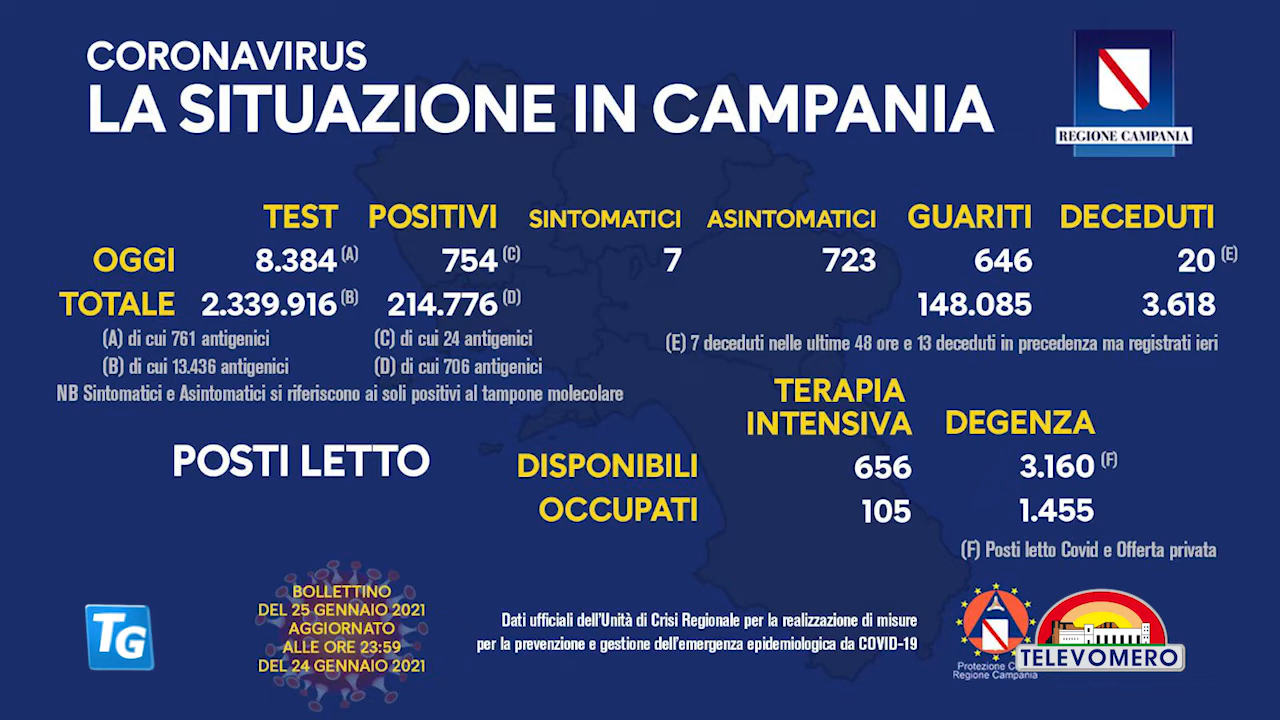 CORONAVIRUS
LA SITUAZIONE IN CAMPANIA
REGIONE CAMPANIA
TEST POSITIVI SINTOMATICI ASINTOMATICI GUARITI DECEDUTI
OGGI 8.384 (A) 754 (C) 7 723 646 20 (E)
TOTALE 2.339.916 (B) 214.776 (D) 148.085 3.618
(A) di cui 761 antigenici (C) di cui 24 antigenici
(E) 7 deceduti nelle ultime 48 ore e 13 deceduti in precedenza ma registrati ieri
(B) di cui 13.436 antigenici (D) di cui 706 antigenici
NB Sintomatici e Asintomatici si riferiscono ai soli positivi al tampone molecolare
TERAPIA
INTENSIVA DEGENZA
POSTI LETTO
DISPONIBILI 656 3.160 (F)
OCCUPATI 105 1.455
(F) Posti letto Covid e Offerta privata
BOLLETTINO
DEL 25 GENNAIO 2021
AGGIORNATO
ALLE ORE 23:59
DEL 24 GENNAIO 2021
TG
Dati ufficiali dell'Unità di Crisi Regionale per la realizzazione di misure
per la prevenzione e gestione dell'emergenza epidemiologica da COVID-19
Protezione
Regione Campania
TELEVOMERO